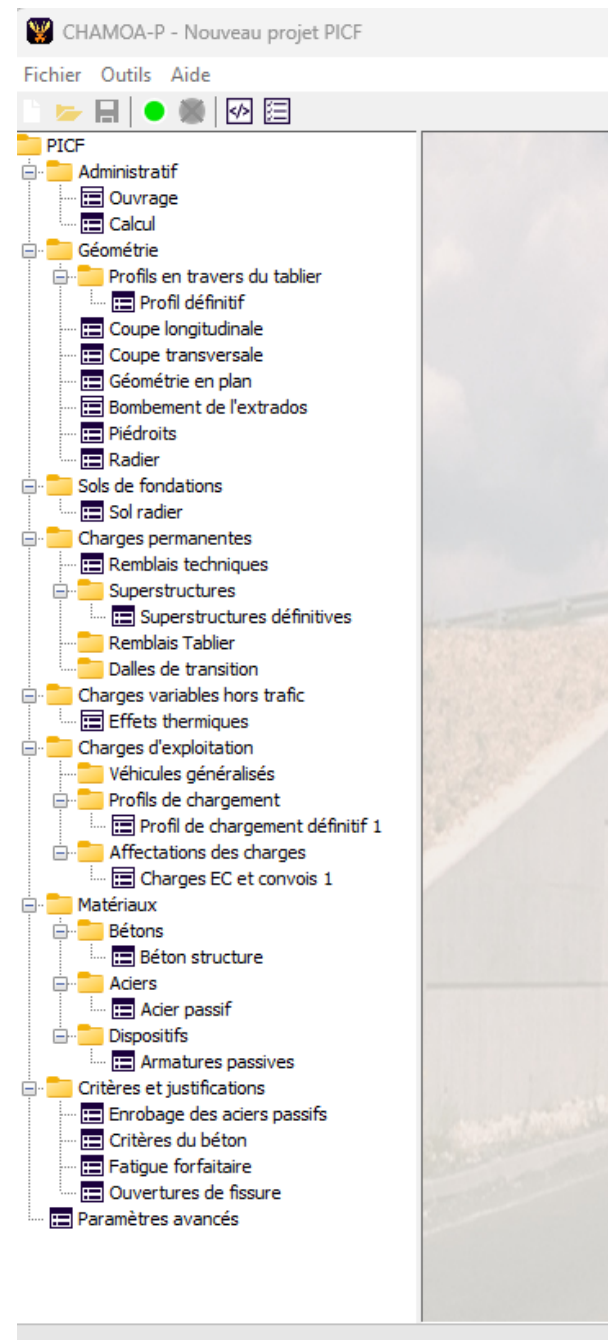 CHAMOA-P - Nouveau projet PICF
Fichier Outils Aide
PICF
Administratif
Ouvrage
Calcul
Géométrie
Profils en travers du tablier
Profil définitif
Coupe longitudinale
Coupe transversale
Géométrie en plan
Bombement de l'extrados
Piédroits
Radier
Sols de fondations
Sol radier
Charges permanentes
Remblais techniques
Superstructures
Superstructures définitives
Remblais Tablier
Dalles de transition
Charges variables hors trafic
Effets thermiques
Charges d'exploitation
Véhicules généralisés
Profils de chargement
Profil de chargement définitif 1
Affectations des charges
Charges EC et convois 1
Matériaux
Bétons
Béton structure
Aciers
Acier passif
Dispositifs
Armatures passives
Critères et justifications
Enrobage des aciers passifs
Critères du béton
Fatigue forfaitaire
Ouvertures de fissure
Paramètres avancés